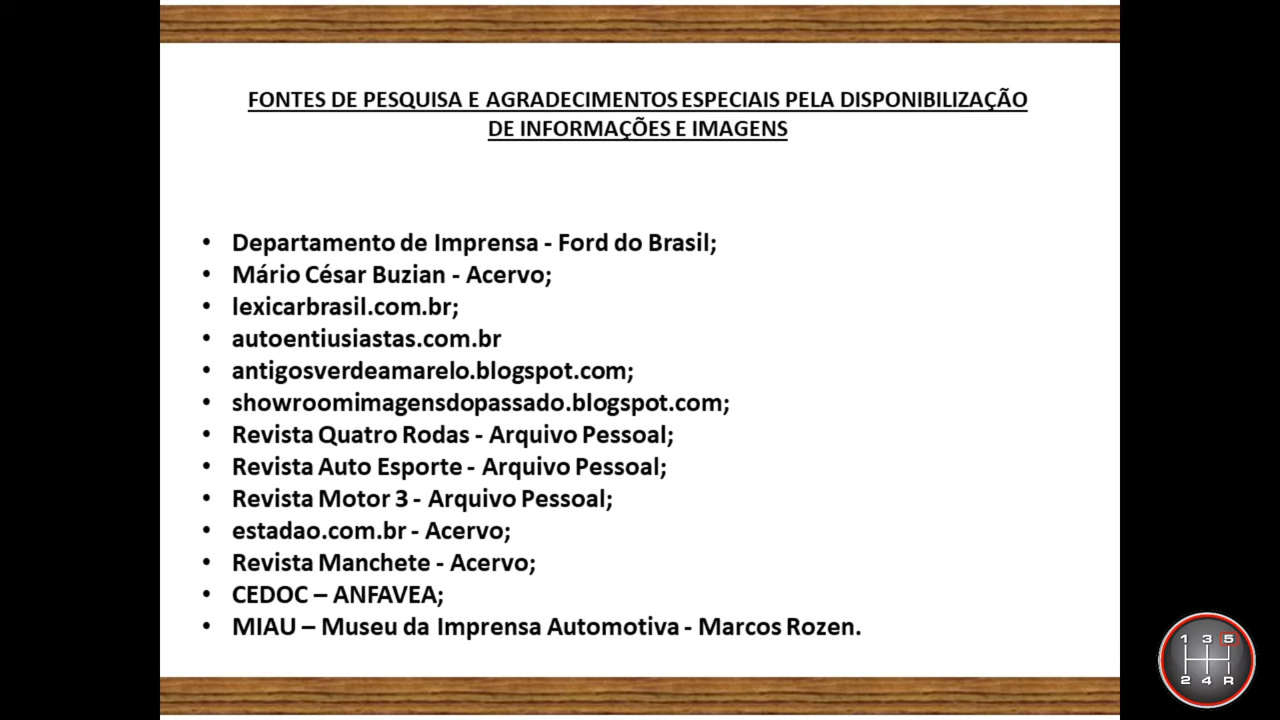 FONTES DE PESQUISA E AGRADECIMENTOS ESPECIAIS PELA DISPONIBILIZAÇÃO
DE INFORMAÇÕES E IMAGENS
• Departamento de Imprensa - Ford do Brasil;
• Mário César Buzian - Acervo;
• lexicarbrasil.com.br;
• autoentiusiastas.com.br
• antigosverdeamarelo.blogspot.com;
• showroomimagensdopassado.blogspot.com;
• Revista Quatro Rodas - Arquivo Pessoal;
• Revista Auto Esporte - Arquivo Pessoal;
• Revista Motor 3 - Arquivo Pessoal;
• estadao.com.br - Acervo;
• Revista Manchete - Acervo;
• CEDOC – ANFAVEA;
• MIAU – Museu da Imprensa Automotiva - Marcos Rozen.
1 3 5
2 4 R